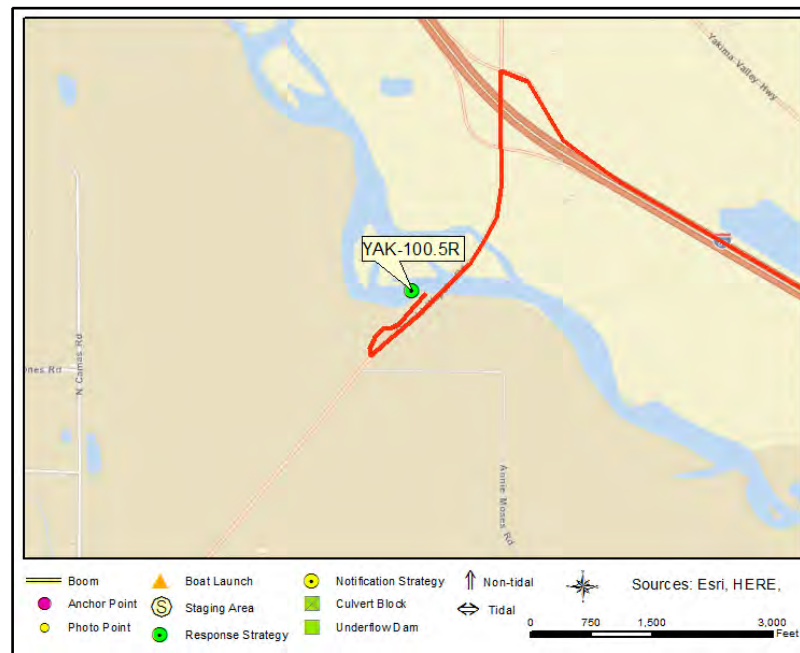 Yakima Valley Hwy
YAK-100.5R
N Camas Rd
ones Rd
Annie Moses Rd
Boom
Anchor Point
Photo Point
Boat Launch
S Staging Area
Response Strategy
Notification Strategy
Culvert Block
Underflow Dam
Non-tidal
Tidal
Sources: Esri, HERE,
0 750 1,500 3,000
Feet